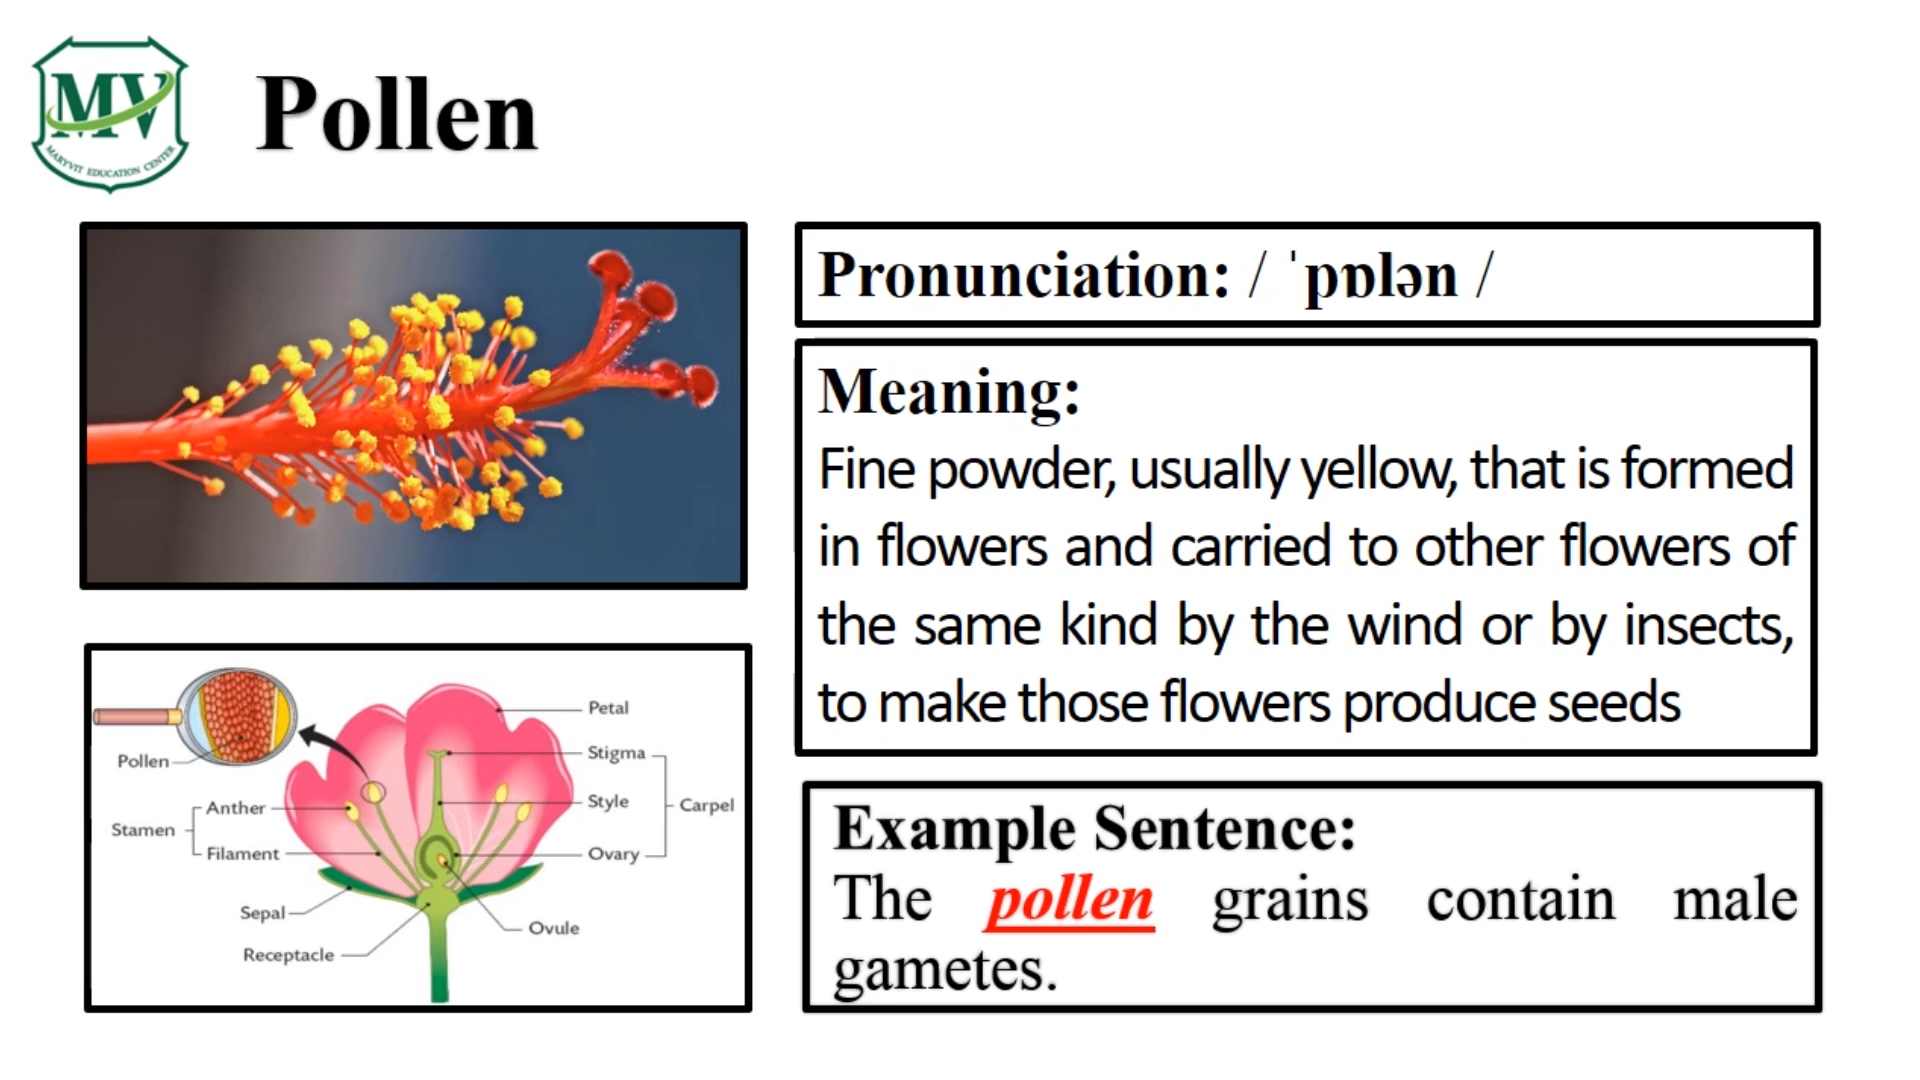 MV
MARYVIT EDUCATION CENTER
Pollen
Pronunciation: / ˈpɒlən /
Meaning:
Fine powder, usually yellow, that is formed
in flowers and carried to other flowers of
the same kind by the wind or by insects,
to make those flowers produce seeds
Petal
Stigma
Pollen
Style
Anther
Carpel
Stamen
Filament
Ovary
Sepal
Ovule
Receptacle
Example Sentence:
The pollen grains contain male
gametes.